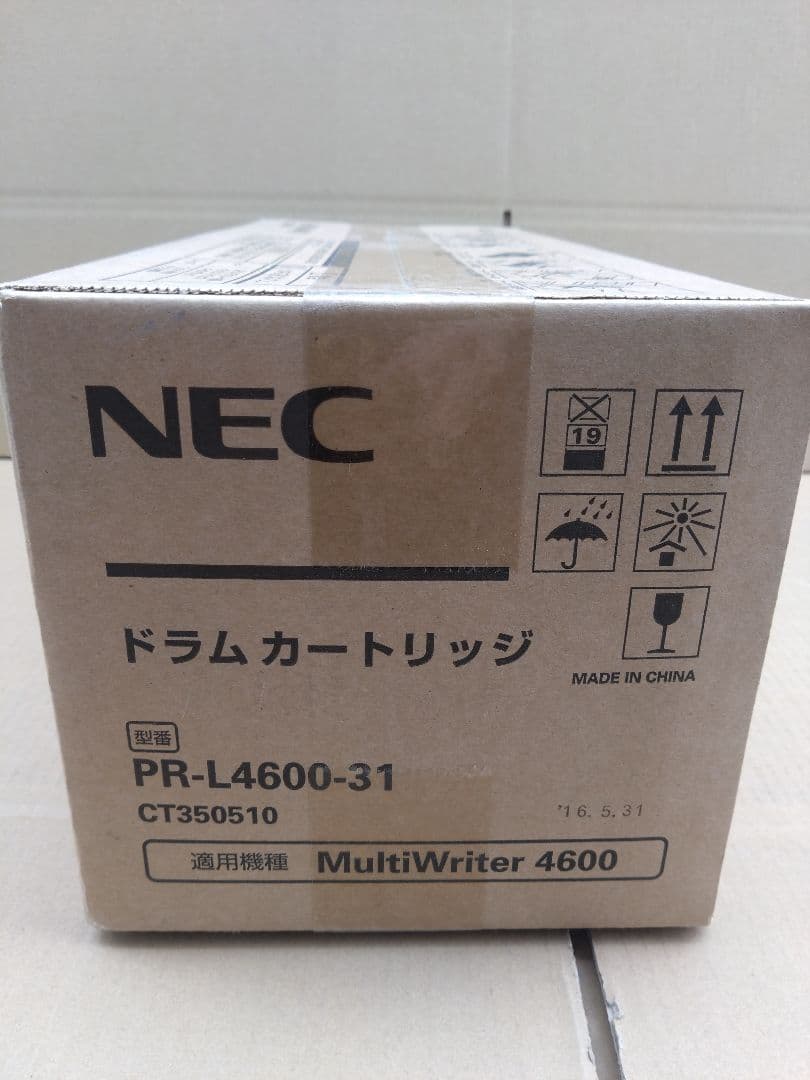 NEC
19
ドラム カートリッジ
MADE IN CHINA
型番
PR-L4600-31
CT350510
'16. 5. 31
適用機種 MultiWriter 4600